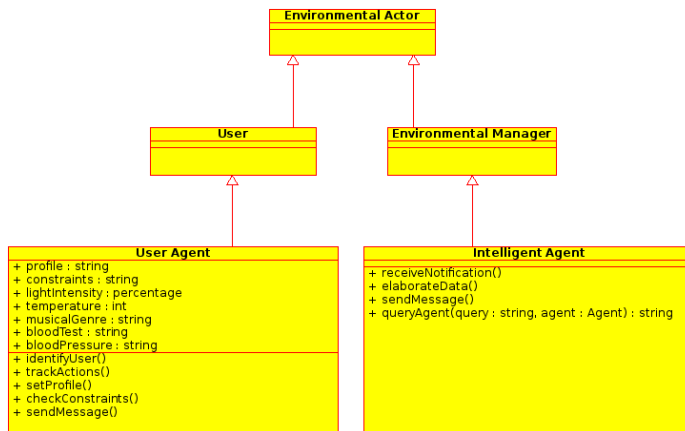 Environmental Actor
User
Environmental Manager
User Agent
+ profile : string
+ constraints : string
+ lightIntensity : percentage
+ temperature : int
+ musicalGenre : string
+ bloodTest : string
+ bloodPressure : string
+ identifyUser()
+ trackActions()
+ setProfile()
+ checkConstraints()
+ sendMessage()
Intelligent Agent
+ receiveNotification()
+ elaborateData()
+ sendMessage()
+ queryAgent(query : string, agent : Agent) : string